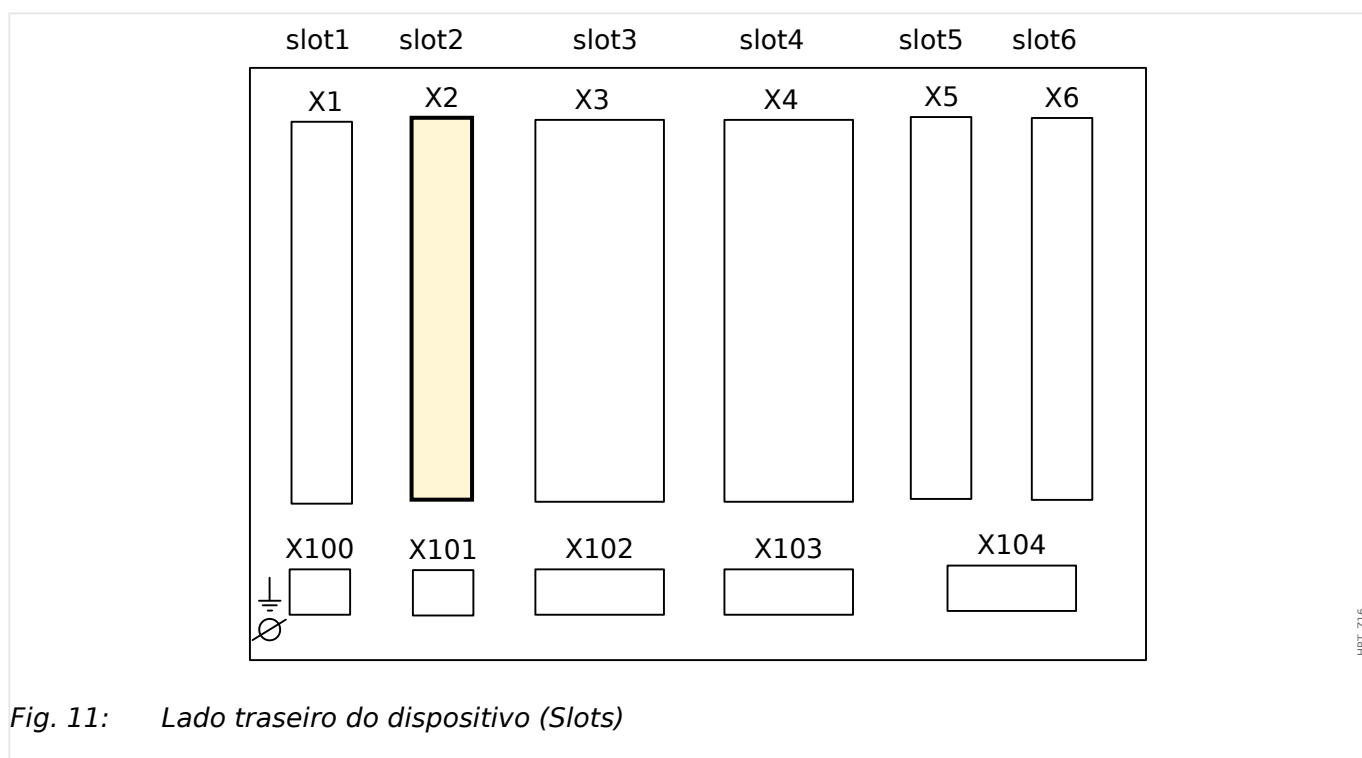 slot1 slot2 slot3 slot4 slot5 slot6
X1 X2 X3 X4 X5 X6
X100 X101 X102 X103 X104
Fig. 11: Lado traseiro do dispositivo (Slots)